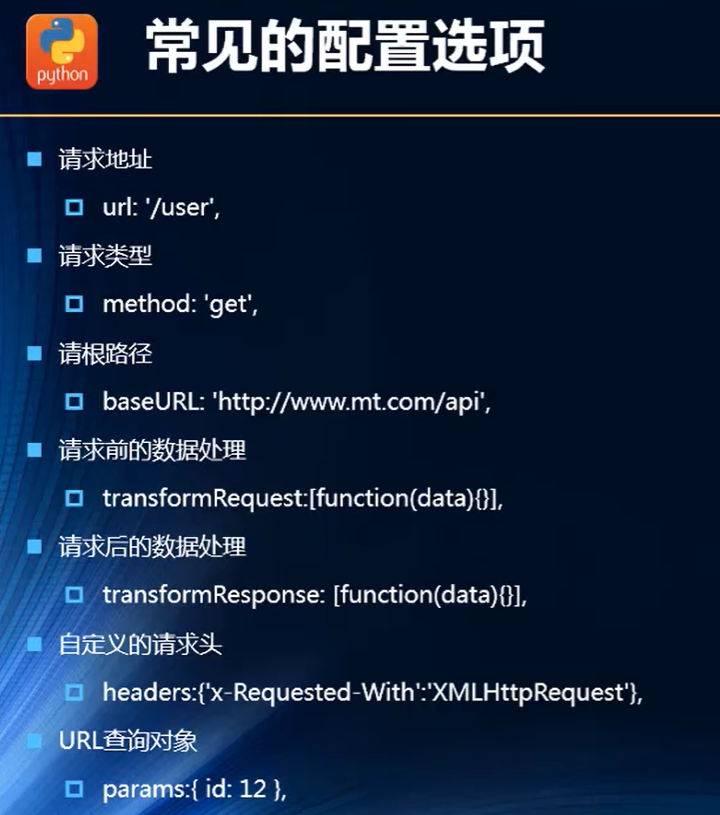 python
常见的配置选项
请求地址
url: '/user',
请求类型
method: 'get',
请根路径
baseURL: 'http://www.mt.com/api',
请求前的数据处理
transformRequest:[function(data){}],
请求后的数据处理
transformResponse: [function(data){}],
自定义的请求头
headers:{'x-Requested-With':'XMLHttpRequest'},
URL查询对象
params:{ id: 12 },